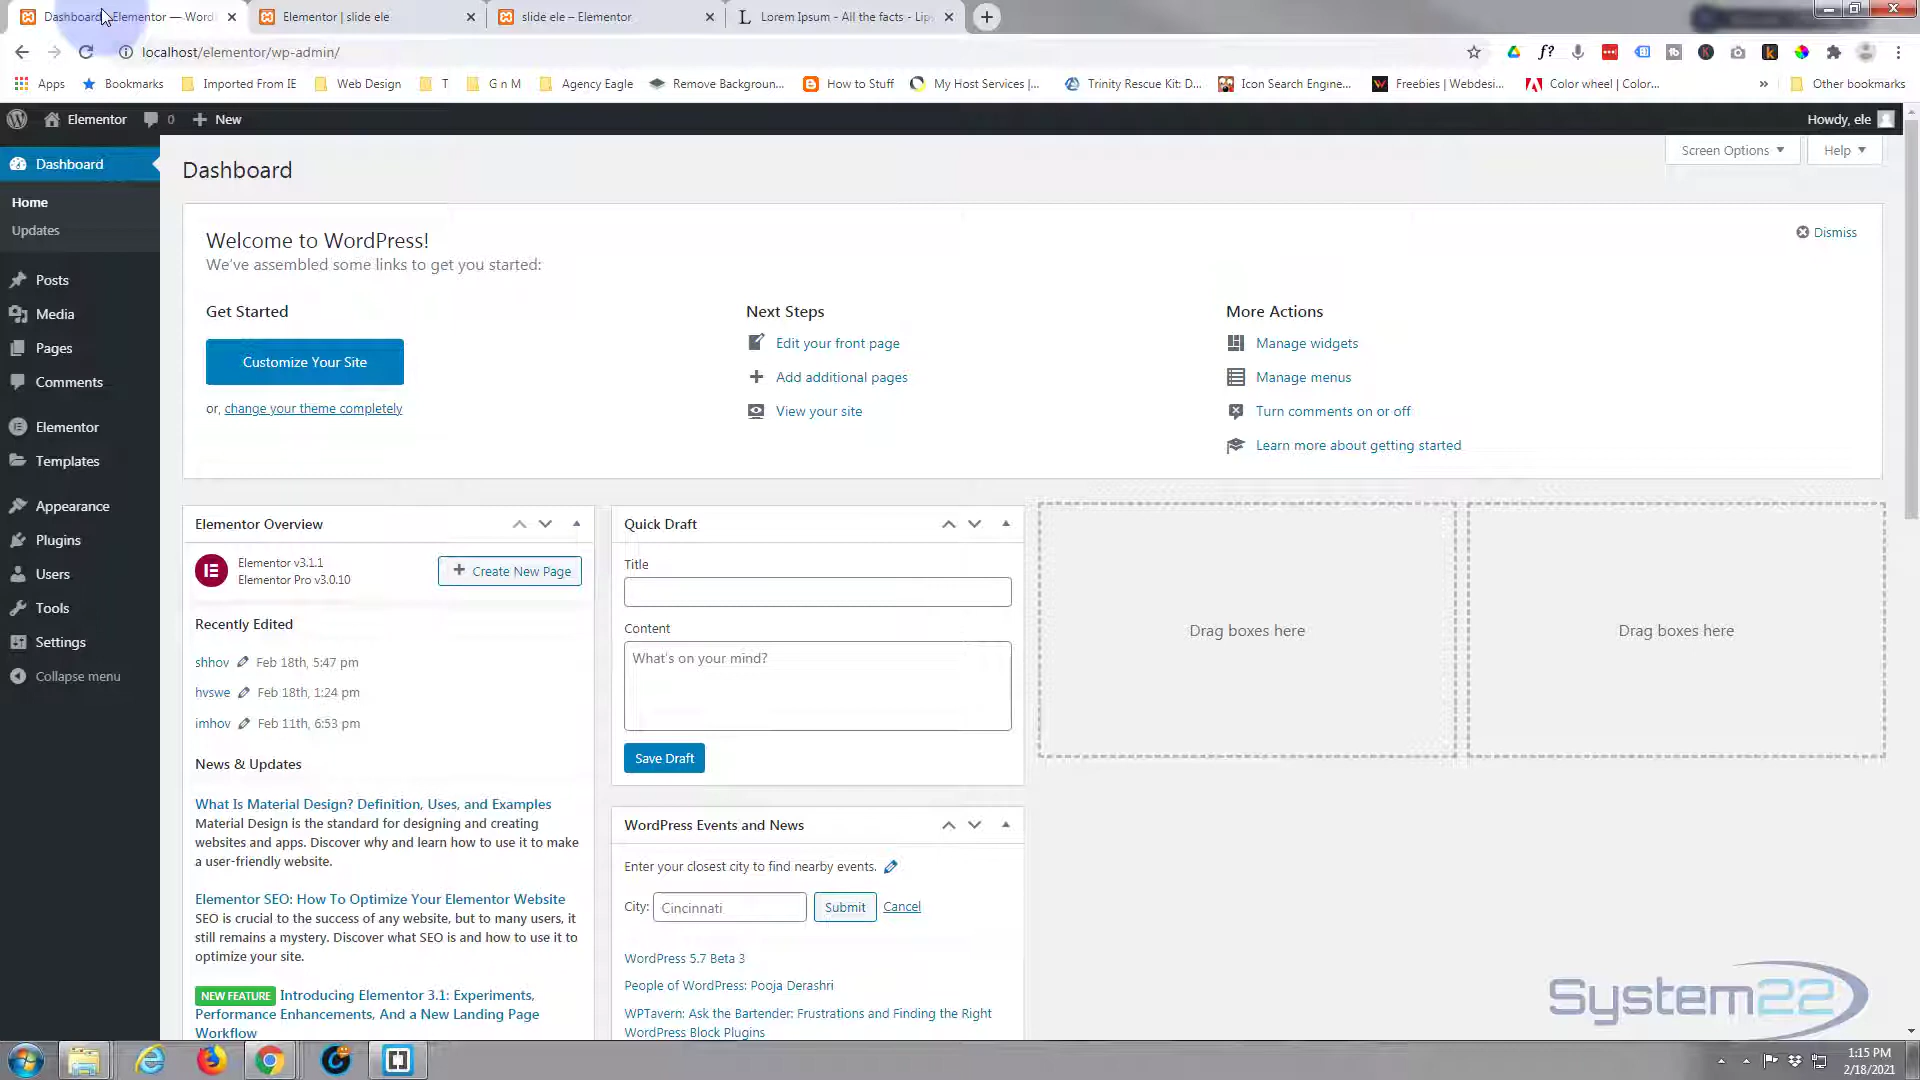 Dashboard ‹ Elementor — Word
Elementor | slide ele
slide ele – Elementor
Lorem Ipsum - All the facts - Lip
localhost/elementor/wp-admin/
Apps
Bookmarks
Imported From IE
Web Design
T
G n M
Agency Eagle
Remove Backgroun...
How to Stuff
My Host Services |...
Trinity Rescue Kit: D...
Icon Search Engine...
Freebies | Webdesi...
Color wheel | Color...
»
Other bookmarks
Elementor
0
New
Howdy, ele
Dashboard
Home
Updates
Posts
Media
Pages
Comments
Elementor
Templates
Appearance
Plugins
Users
Tools
Settings
Collapse menu
Dashboard
Screen Options
Help
Welcome to WordPress!
We've assembled some links to get you started:
Dismiss
Get Started
Customize Your Site
or, change your theme completely
Next Steps
Edit your front page
Add additional pages
View your site
More Actions
Manage widgets
Manage menus
Turn comments on or off
Learn more about getting started
Elementor Overview
Elementor v3.1.1
Elementor Pro v3.0.10
Create New Page
Recently Edited
shhov Feb 18th, 5:47 pm
hvswe Feb 18th, 1:24 pm
imhov Feb 11th, 6:53 pm
News & Updates
What Is Material Design? Definition, Uses, and Examples
Material Design is the standard for designing and creating
websites and apps. Discover why and learn how to use it to make
a user-friendly website.
Elementor SEO: How To Optimize Your Elementor Website
SEO is crucial to the success of any website, but to many users, it
still remains a mystery. Discover what SEO is and how to use it to
optimize your site.
NEW FEATURE Introducing Elementor 3.1: Experiments,
Performance Enhancements, And a New Landing Page
Workflow
Quick Draft
Title
Content
What's on your mind?
Save Draft
WordPress Events and News
Enter your closest city to find nearby events.
City: Cincinnati Submit Cancel
WordPress 5.7 Beta 3
People of WordPress: Pooja Derashri
WPTavern: Ask the Bartender: Frustrations and Finding the Right
WordPress Block Plugins
Drag boxes here
Drag boxes here
System22
1:15 PM
2/18/2021